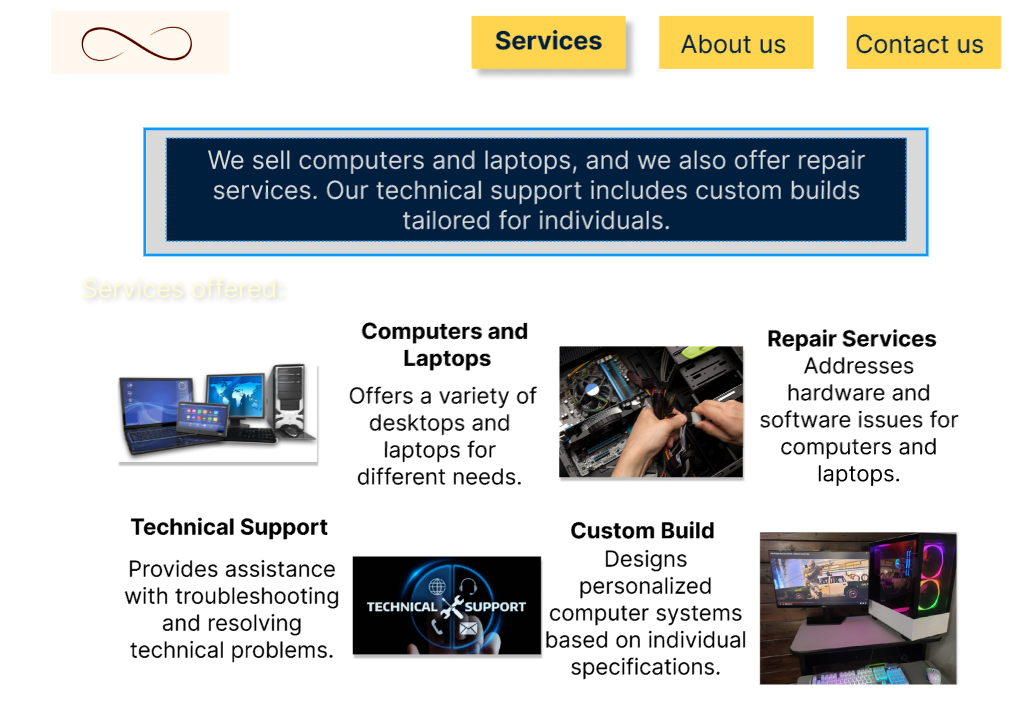 Services
About us
Contact us
We sell computers and laptops, and we also offer repair
services. Our technical support includes custom builds
tailored for individuals.
Services offered:
Computers and
Laptops
Offers a variety of
desktops and
laptops for
different needs.
Repair Services
Addresses
hardware and
software issues for
computers and
laptops.
Technical Support
Provides assistance
with troubleshooting
and resolving
technical problems.
TECHNICAL SUPPORT
Custom Build
Designs
personalized
computer systems
based on individual
specifications.